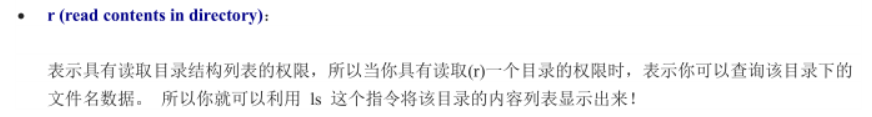 • r (read contents in directory):
表示具有读取目录结构列表的权限，所以当你具有读取(r)一个目录的权限时，表示你可以查询该目录下的
文件名数据。 所以你就可以利用 ls 这个指令将该目录的内容列表显示出来！